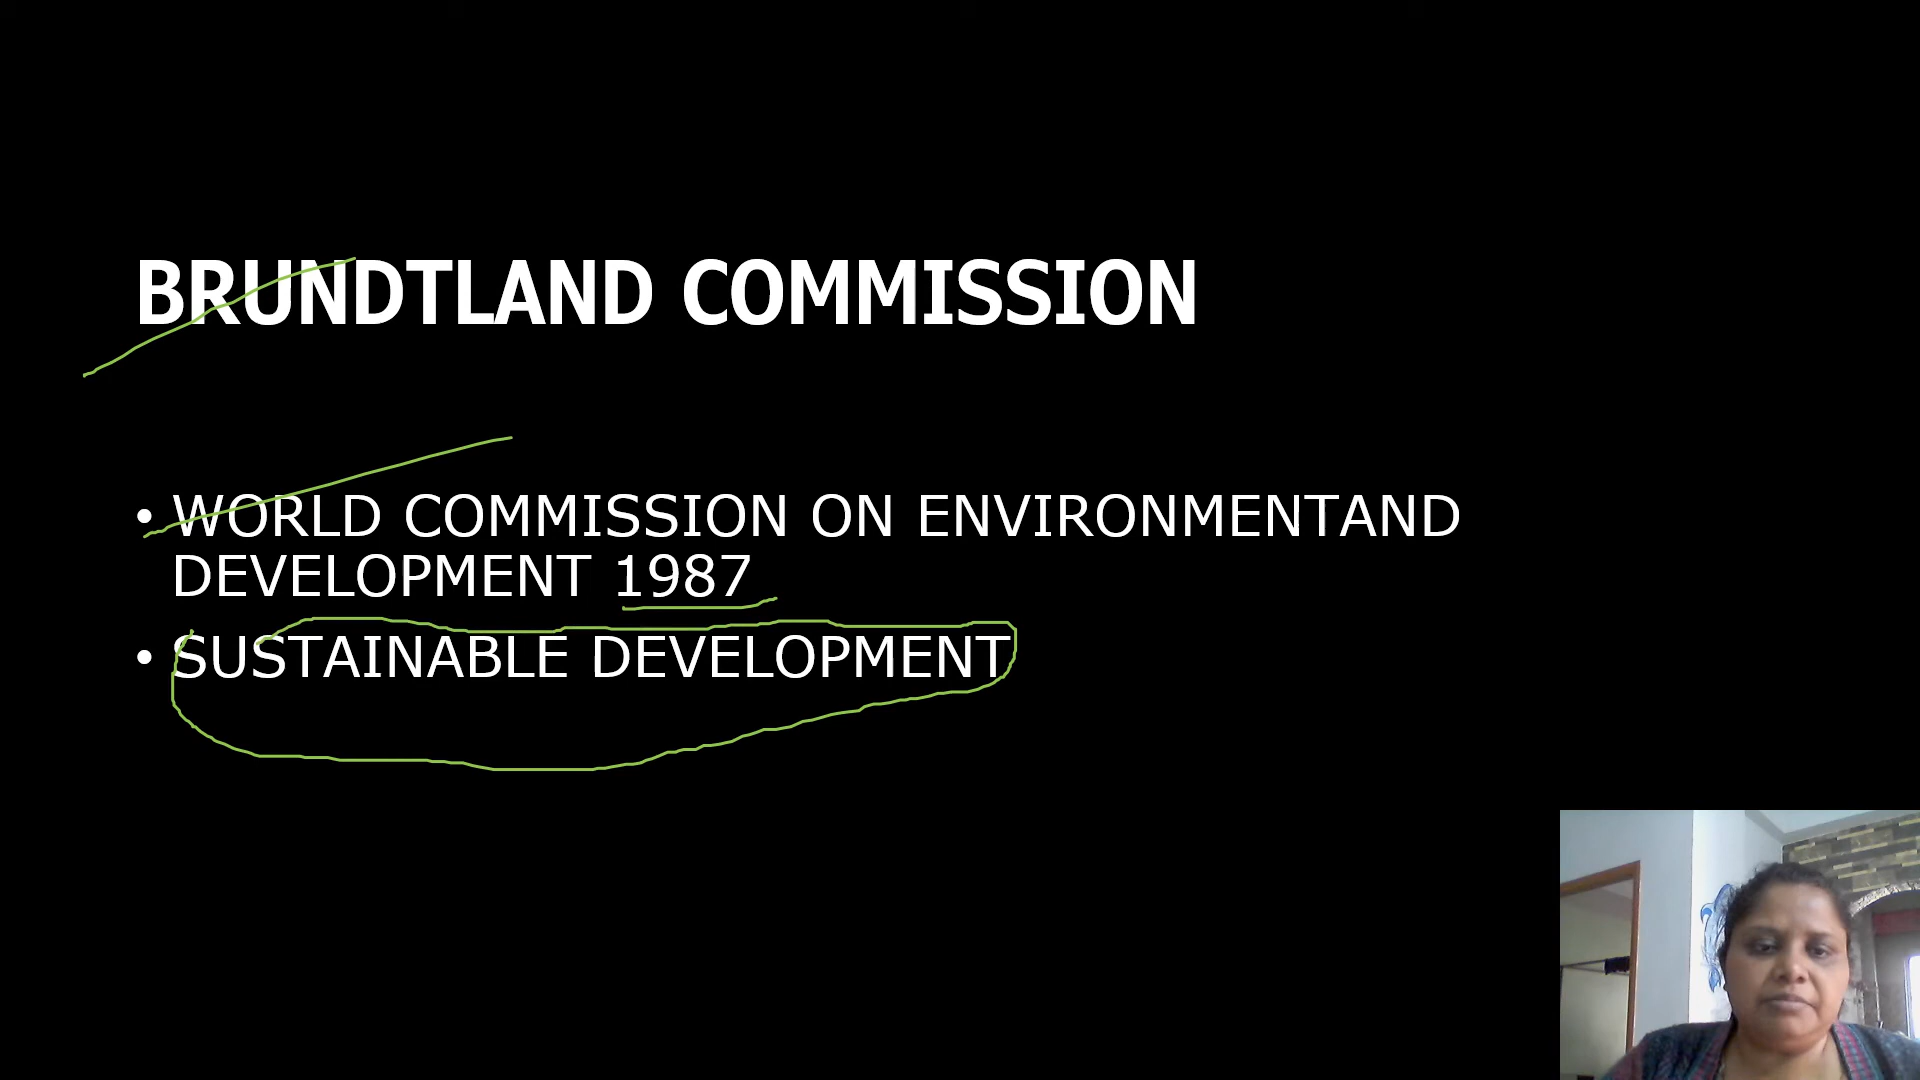 BRUNDTLAND COMMISSION
• WORLD COMMISSION ON ENVIRONMENTAND
DEVELOPMENT 1987
• SUSTAINABLE DEVELOPMENT